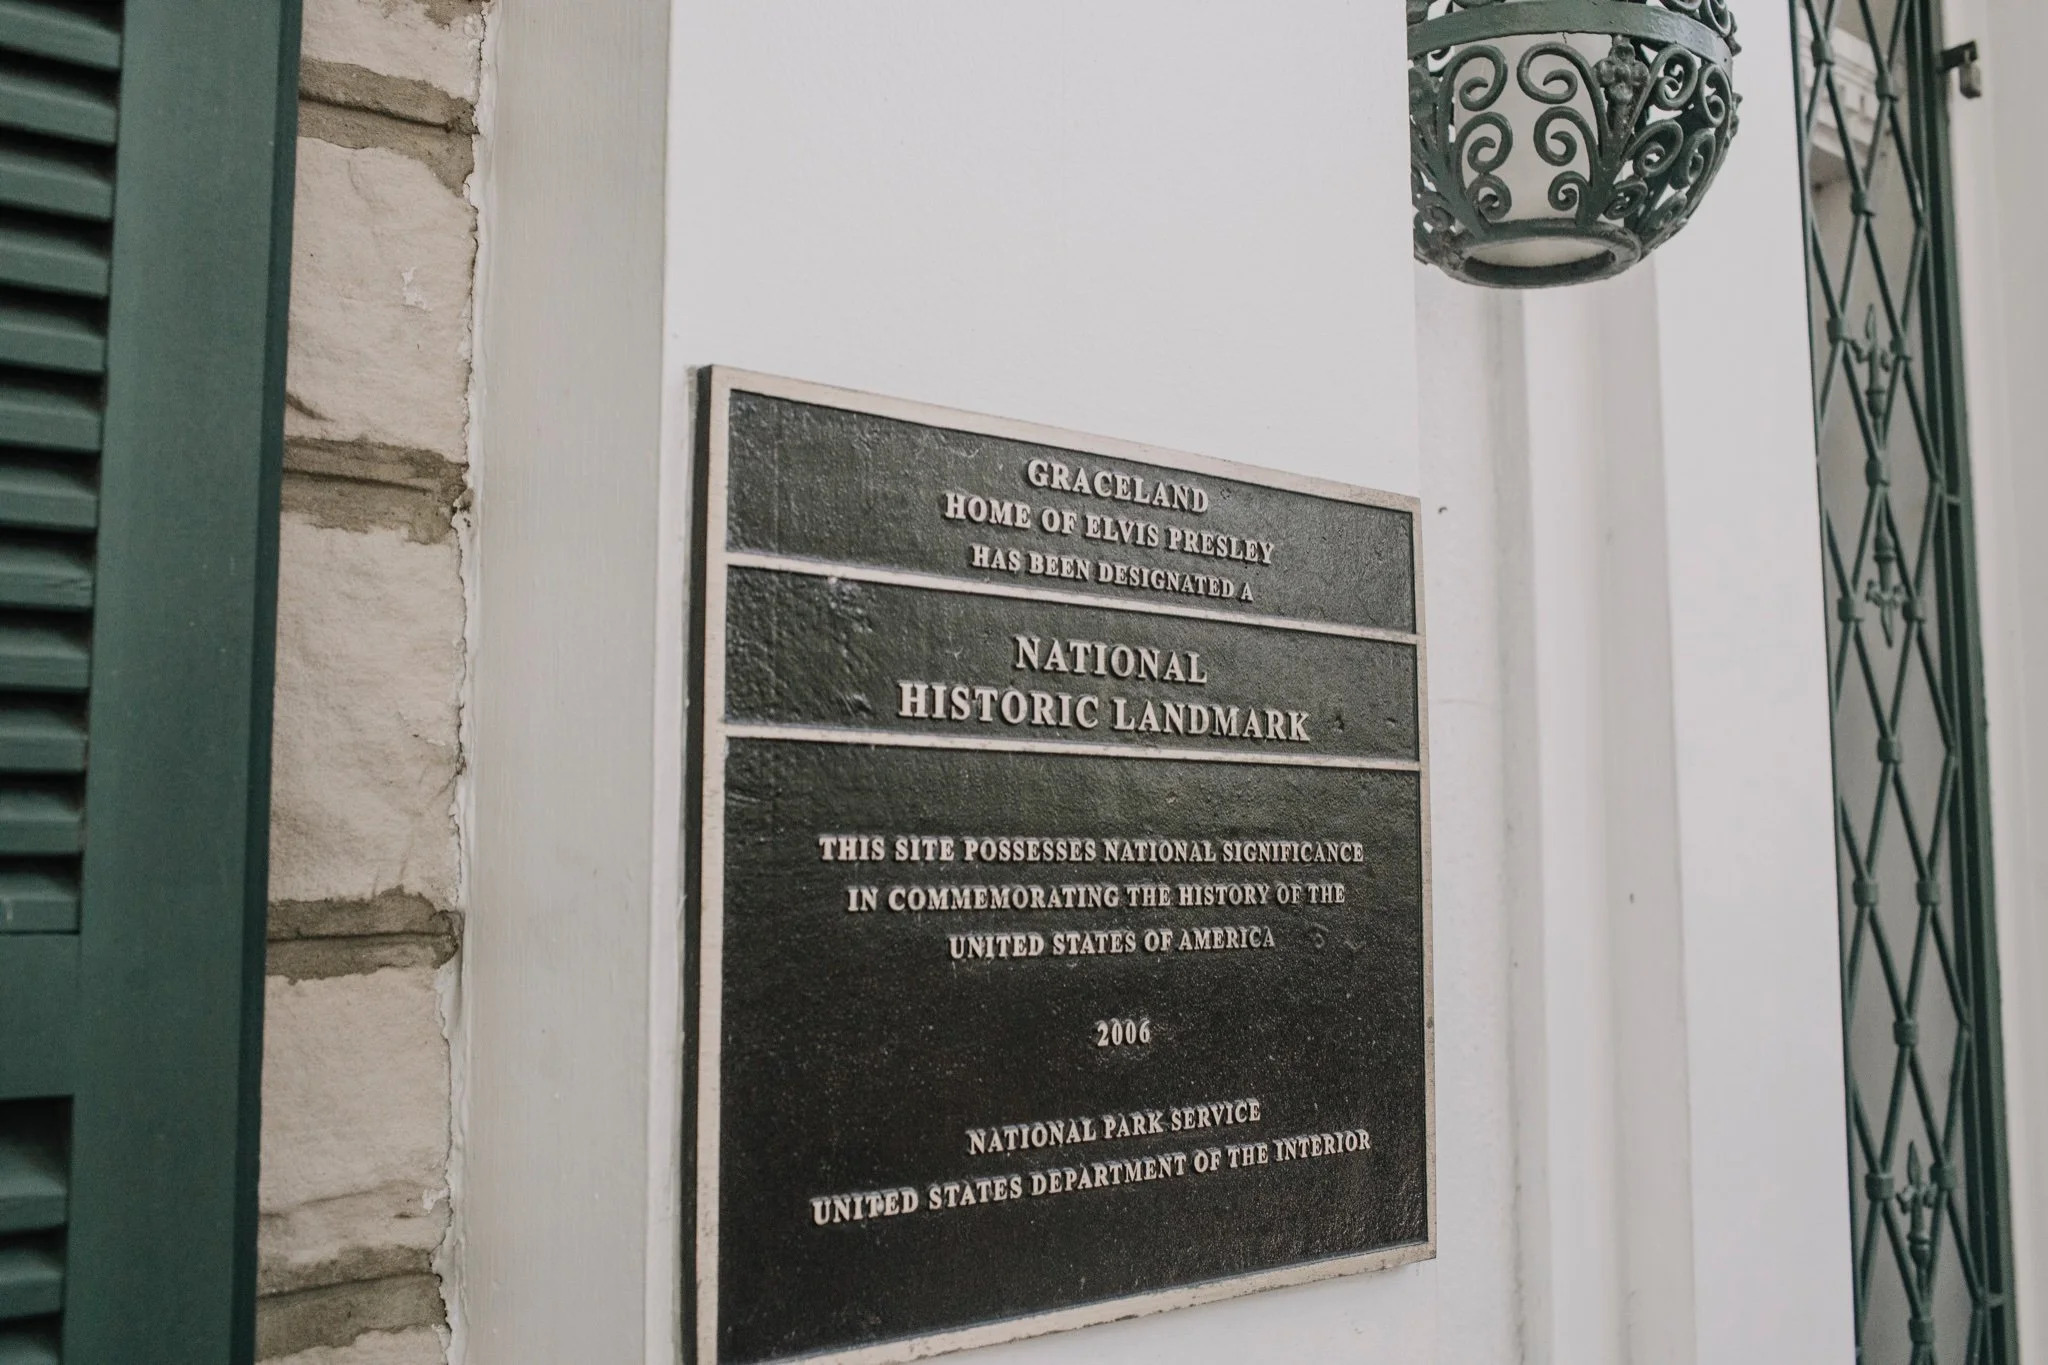 GRACELAND
HOME OF ELVIS PRESLEY
HAS BEEN DESIGNATED A
NATIONAL
HISTORIC LANDMARK
THIS SITE POSSESSES NATIONAL SIGNIFICANCE
IN COMMEMORATING THE HISTORY OF THE
UNITED STATES OF AMERICA
2006
NATIONAL PARK SERVICE
UNITED STATES DEPARTMENT OF THE INTERIOR